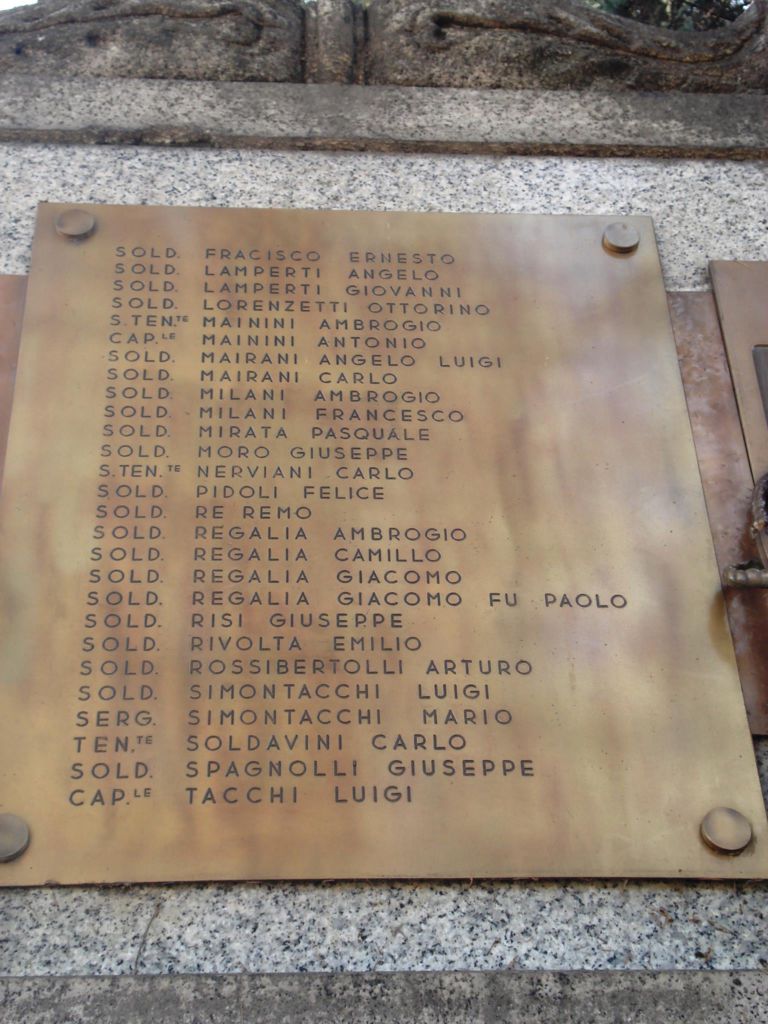 SOLD. FRACISCO ERNESTO
SOLD. LAMPERTI ANGELO
SOLD. LAMPERTI GIOVANNI
SOLD. LORENZETTI OTTORINO
S.TEN.TE MAININI AMBROGIO
CAP.LE MAININI ANTONIO
SOLD. MAIRANI ANGELO LUIGI
SOLD. MAIRANI CARLO
SOLD. MILANI AMBROGIO
SOLD. MILANI FRANCESCO
SOLD. MIRATA PASQUALE
SOLD. MORO GIUSEPPE
S.TEN.TE NERVIANI CARLO
SOLD. PIDOLI FELICE
SOLD. RE REMO
SOLD. REGALIA AMBROGIO
SOLD. REGALIA CAMILLO
SOLD. REGALIA GIACOMO
SOLD. REGALIA GIACOMO FU PAOLO
SOLD. RISI GIUSEPPE
SOLD. RIVOLTA EMILIO
SOLD. ROSSIBERTOLLI ARTURO
SOLD. SIMONTACCHI LUIGI
SERG. SIMONTACCHI MARIO
TEN.TE SOLDAVINI CARLO
SOLD. SPAGNOLLI GIUSEPPE
CAP.LE TACCHI LUIGI